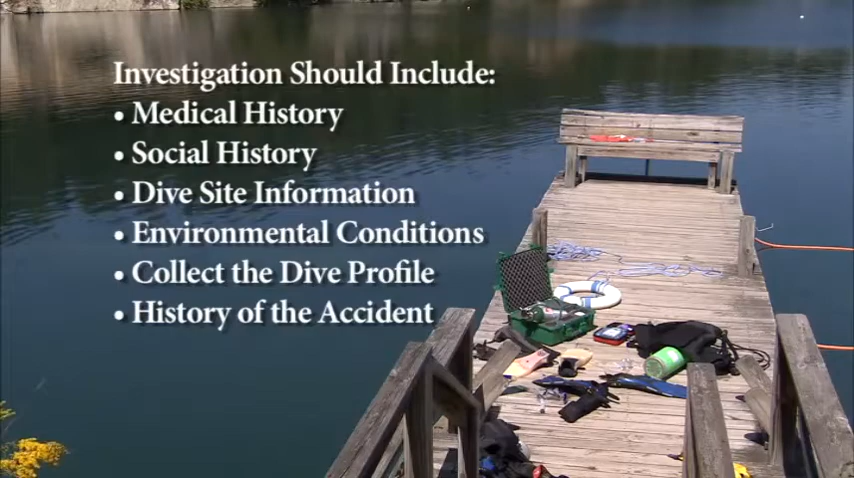 Investigation Should Include:
• Medical History
• Social History
• Dive Site Information
• Environmental Conditions
• Collect the Dive Profile
• History of the Accident